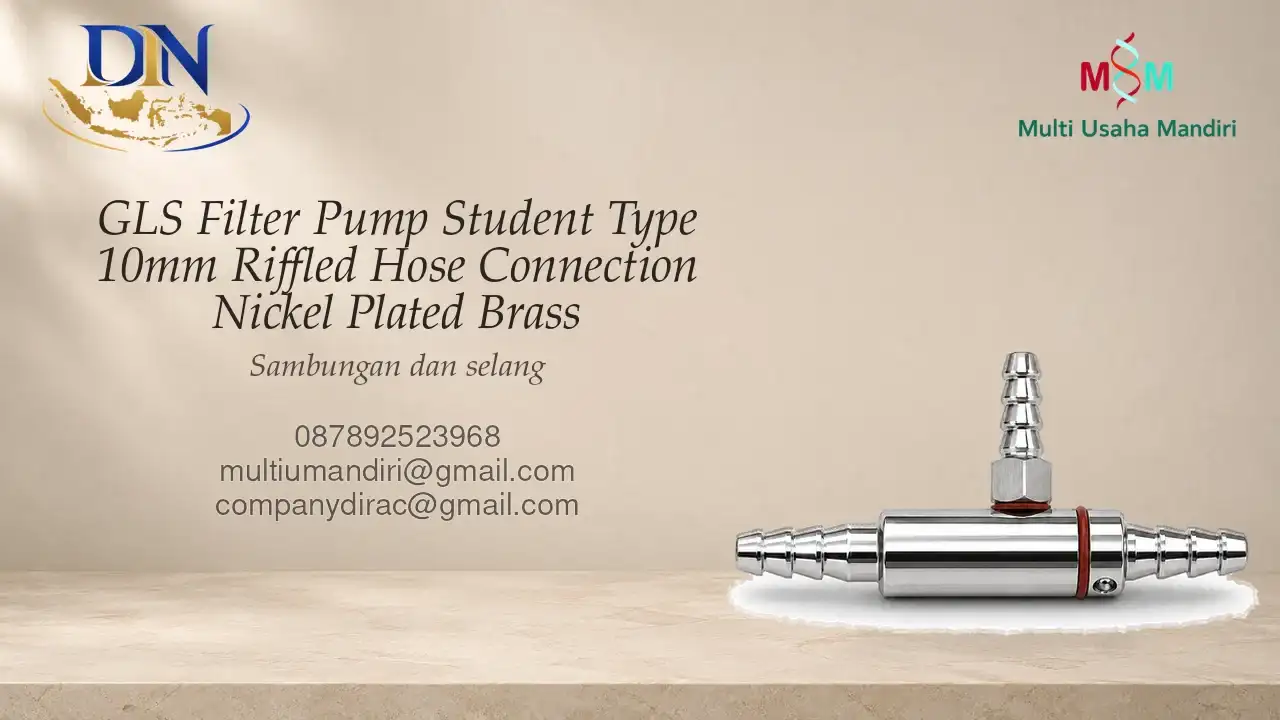 DN
MSM
Multi Usaha Mandiri
GLS Filter Pump Student Type
10mm Riffled Hose Connection
Nickel Plated Brass
Sambungan dan selang
087892523968
multiumandiri@gmail.com
companydirac@gmail.com